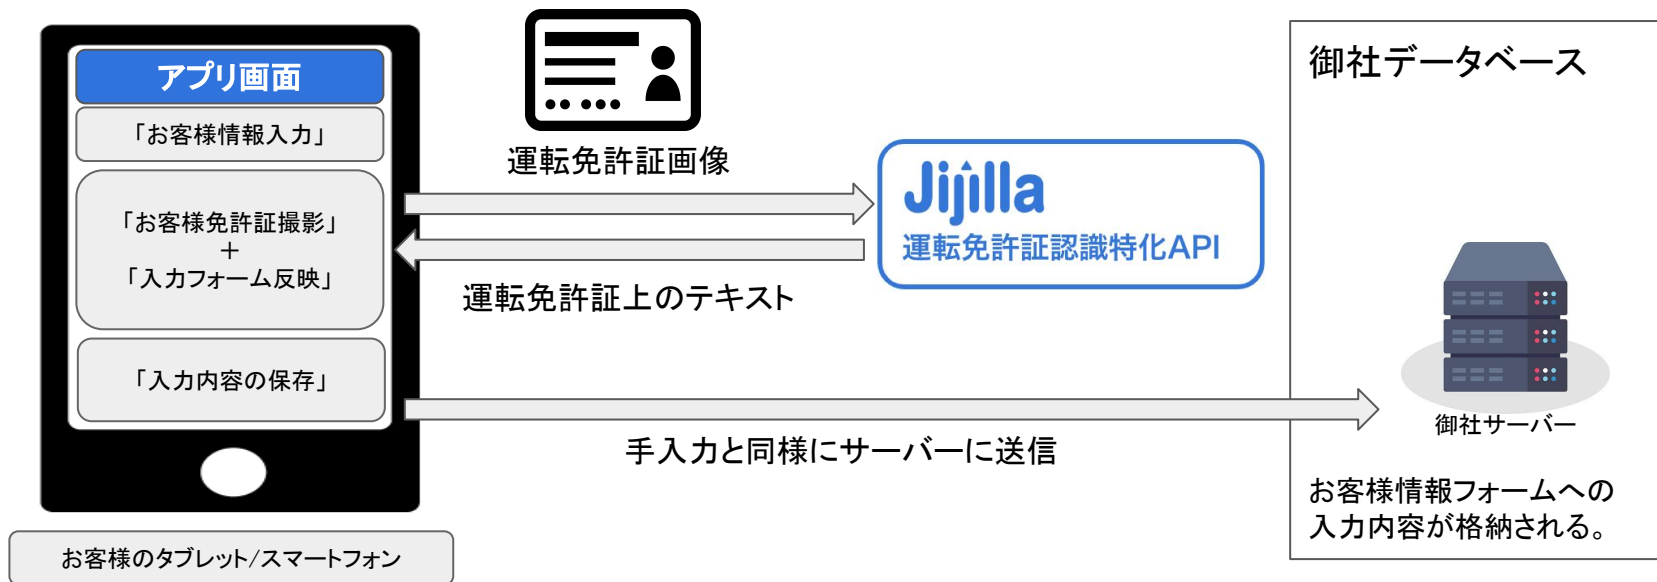 アプリ画面
「お客様情報入力」
「お客様免許証撮影」
＋
「入力フォーム反映」
「入力内容の保存」
お客様のタブレット/スマートフォン
運転免許証画像
Jijilla
運転免許証認識特化API
運転免許証上のテキスト
手入力と同様にサーバーに送信
御社データベース
御社サーバー
お客様情報フォームへの
入力内容が格納される。